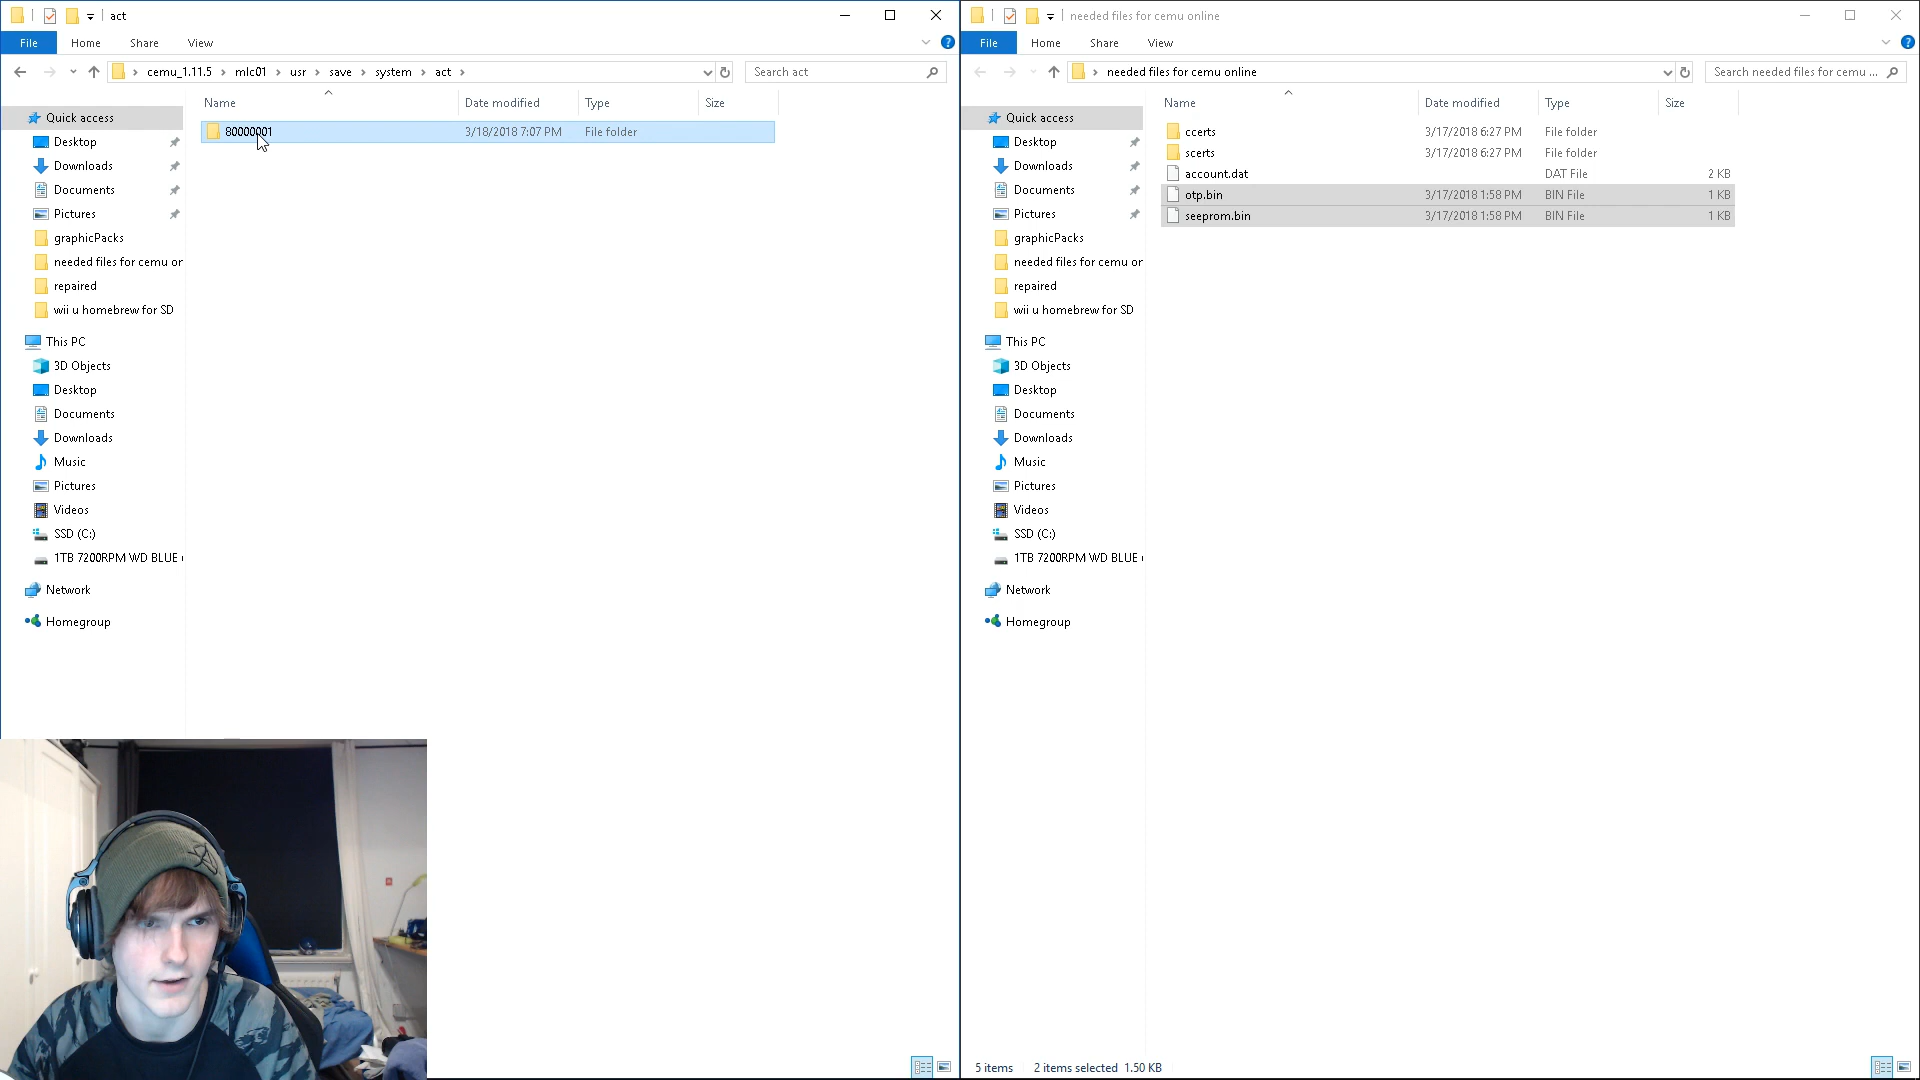 act
File Home Share View
cemu_1.11.5 mlc01 usr save system act
Search act
Name Date modified Type Size
80000001 3/18/2018 7:07 PM File folder
Quick access
Desktop
Downloads
Documents
Pictures
graphicPacks
needed files for cemu or
repaired
wii u homebrew for SD
This PC
3D Objects
Desktop
Documents
Downloads
Music
Pictures
Videos
SSD (C:)
1TB 7200RPM WD BLUE
Network
Homegroup
needed files for cemu online
File Home Share View
needed files for cemu online
Search needed files for cemu ...
Name Date modified Type Size
ccerts 3/17/2018 6:27 PM File folder
scerts 3/17/2018 6:27 PM File folder
account.dat DAT File 2 KB
otp.bin 3/17/2018 1:58 PM BIN File 1 KB
seeprom.bin 3/17/2018 1:58 PM BIN File 1 KB
Quick access
Desktop
Downloads
Documents
Pictures
graphicPacks
needed files for cemu or
repaired
wii u homebrew for SD
This PC
3D Objects
Desktop
Documents
Downloads
Music
Pictures
Videos
SSD (C:)
1TB 7200RPM WD BLUE
Network
Homegroup
5 items 2 items selected 1.50 KB